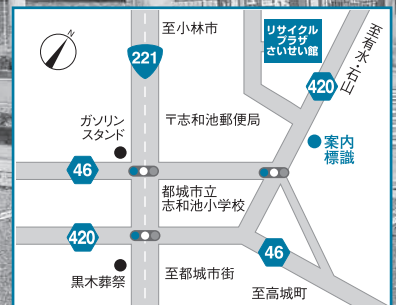 N
至小林市
リサイクル
プラザ
さいせい館
至有水・石山
221
420
ガソリン
スタンド
〒志和池郵便局
案内
標識
46
都城市立
志和池小学校
420
46
黒木葬祭
至都城市街
至高城町